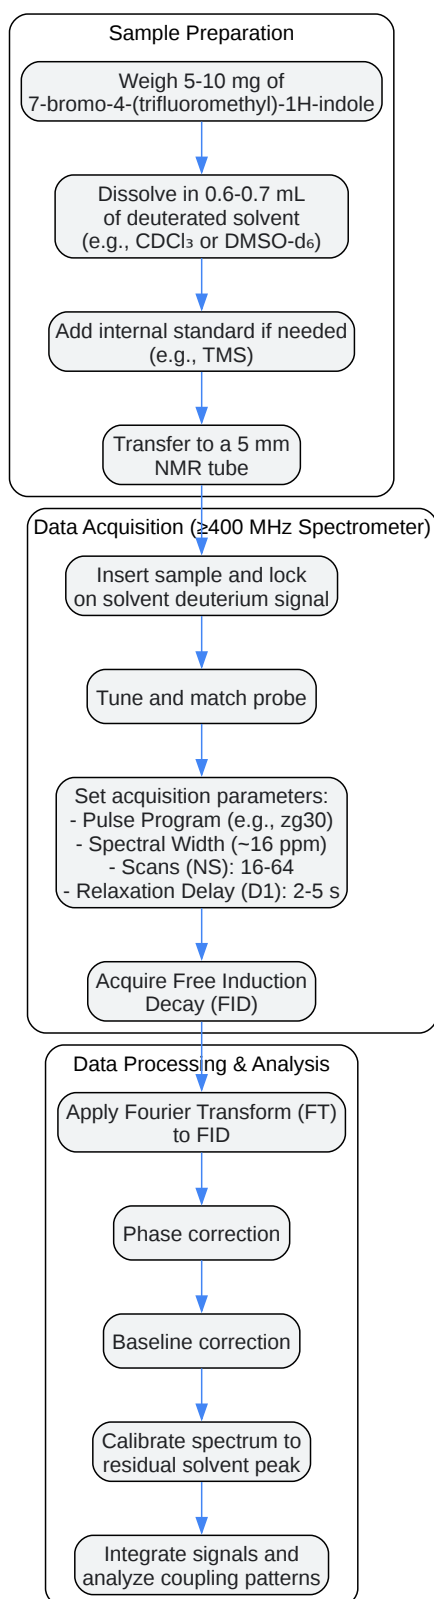 Sample Preparation
Weigh 5-10 mg of
7-bromo-4-(trifluoromethyl)-1H-indole
Dissolve in 0.6-0.7 mL
of deuterated solvent
(e.g., CDCl₃ or DMSO-d₆)
Add internal standard if needed
(e.g., TMS)
Transfer to a 5 mm
NMR tube
Data Acquisition (≥400 MHz Spectrometer)
Insert sample and lock
on solvent deuterium signal
Tune and match probe
Set acquisition parameters:
- Pulse Program (e.g., zg30)
- Spectral Width (~16 ppm)
- Scans (NS): 16-64
- Relaxation Delay (D1): 2-5 s
Acquire Free Induction
Decay (FID)
Data Processing & Analysis
Apply Fourier Transform (FT)
to FID
Phase correction
Baseline correction
Calibrate spectrum to
residual solvent peak
Integrate signals and
analyze coupling patterns